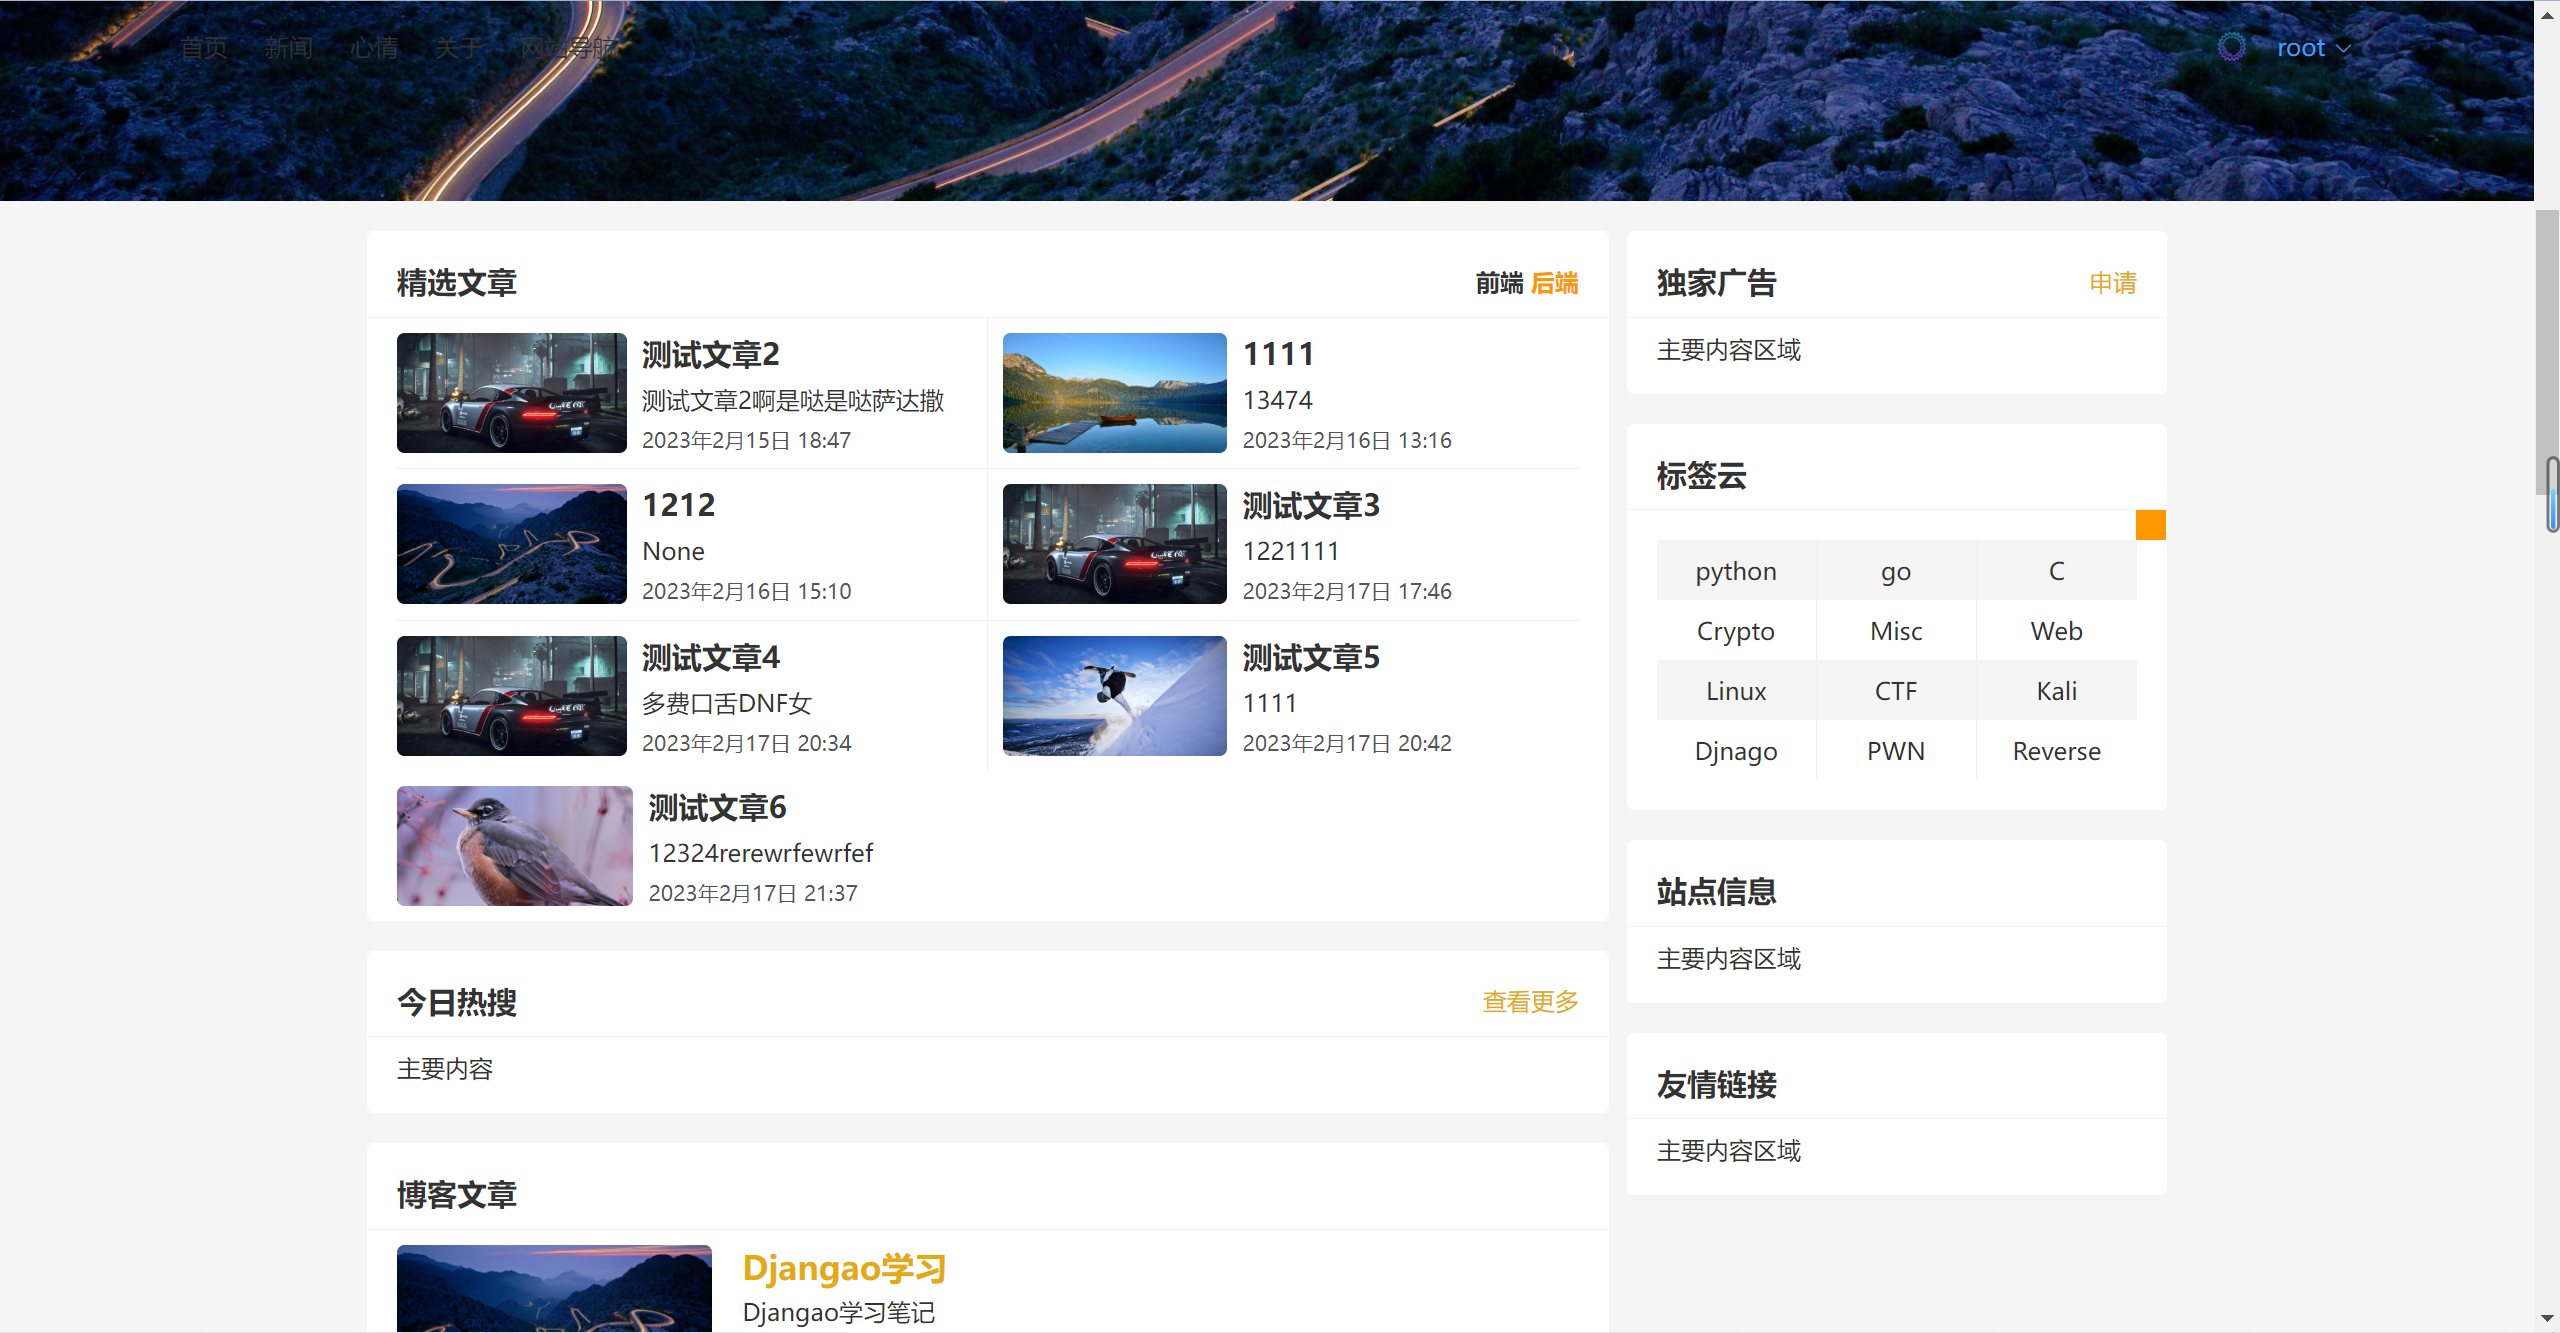 首页 新闻 心情 关于 网站导航 root
精选文章 前端 后端
测试文章2
测试文章2啊是哒是哒萨达撒
2023年2月15日 18:47
1111
13474
2023年2月16日 13:16
1212
None
2023年2月16日 15:10
测试文章3
1221111
2023年2月17日 17:46
测试文章4
多费口舌DNF女
2023年2月17日 20:34
测试文章5
1111
2023年2月17日 20:42
测试文章6
12324rerewrfewrfef
2023年2月17日 21:37
今日热搜 查看更多
主要内容
博客文章
Djangao学习
Djangao学习笔记
独家广告 申请
主要内容区域
标签云
python go C
Crypto Misc Web
Linux CTF Kali
Djnago PWN Reverse
站点信息
主要内容区域
友情链接
主要内容区域